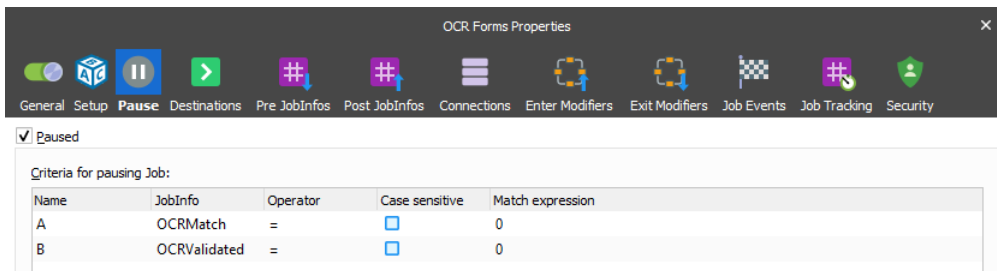 OCR Forms Properties
General Setup Pause Destinations Pre JobInfos Post JobInfos Connections Enter Modifiers Exit Modifiers Job Events Job Tracking Security
Paused
Criteria for pausing Job:
Name JobInfo Operator Case sensitive Match expression
A OCRMatch = 0
B OCRValidated = 0